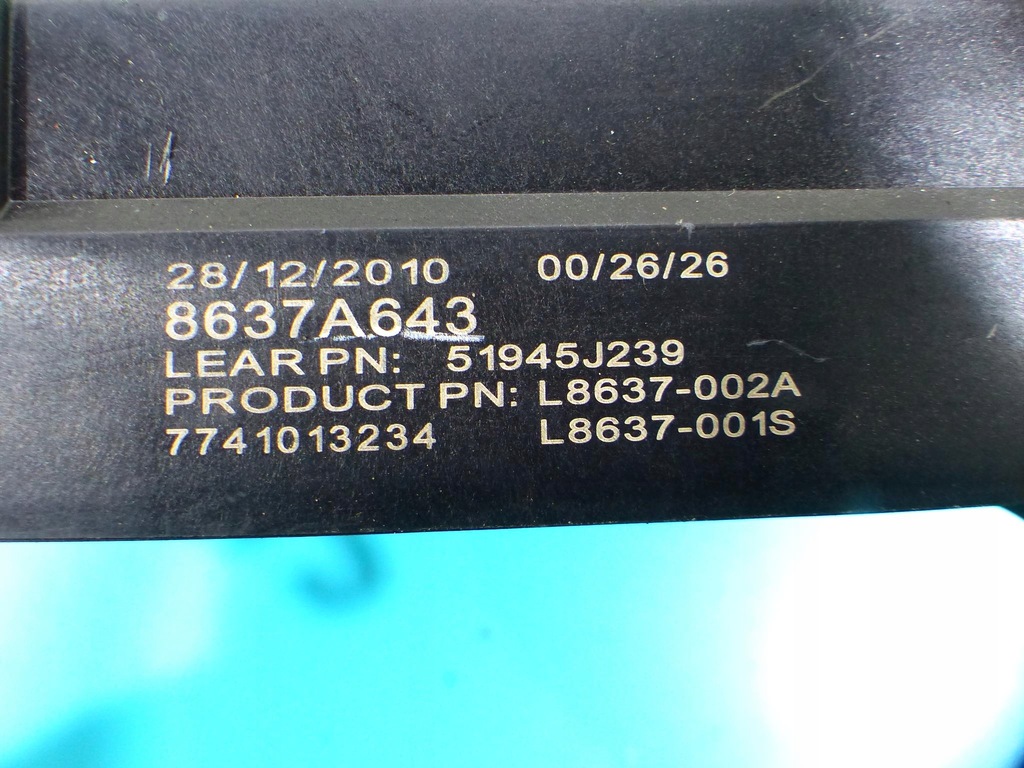 28/12/2010 00/26/26
8637A643
LEAR PN: 51945J239
PRODUCT PN: L8637-002A
7741013234 L8637-001S